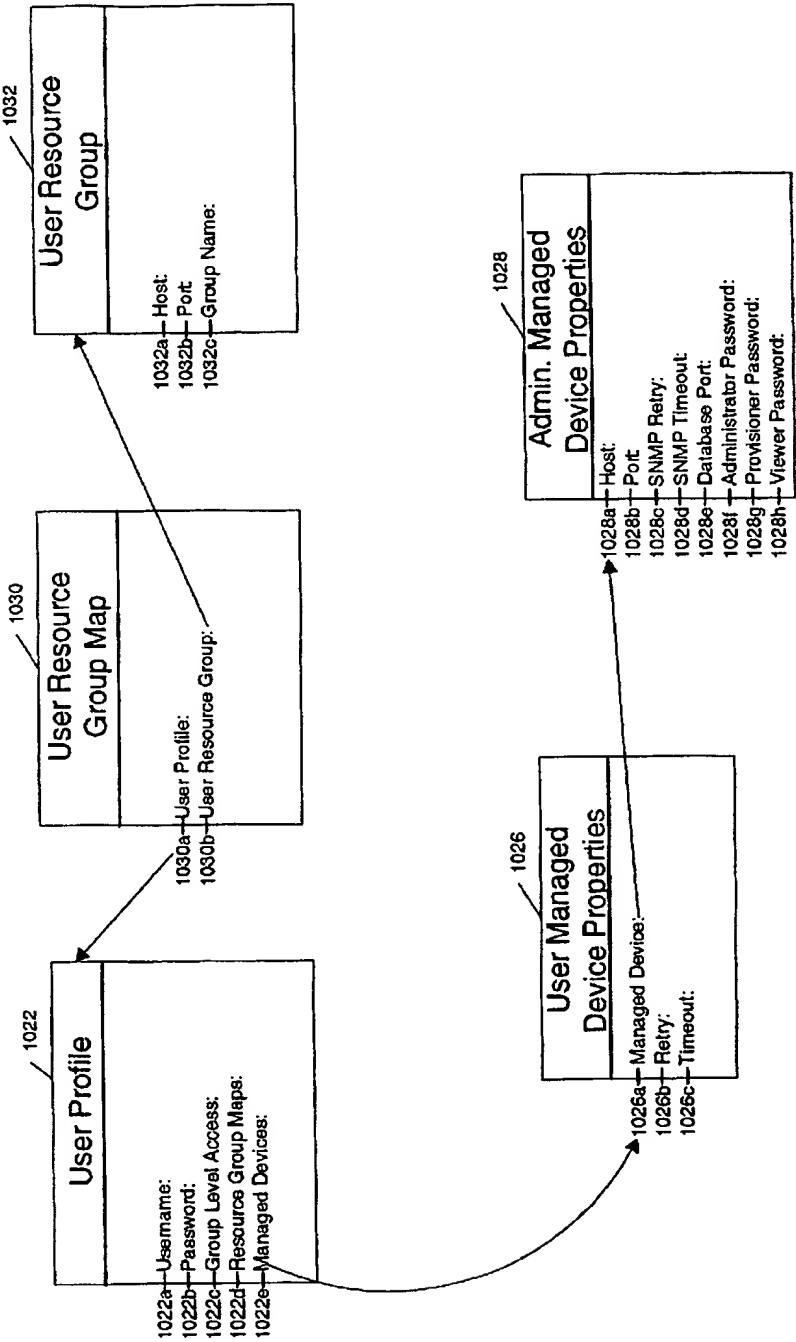 1022
User Profile
1022a Username:
1022b Password:
1022c Group Level Access:
1022d Resource Group Maps:
1022e Managed Devices:
1030
User Resource
Group Map
1030a User Profile:
1030b User Resource Group:
1032
User Resource
Group
1032a Host:
1032b Port:
1032c Group Name:
1026
User Managed
Device Properties
1026a Managed Device:
1026b Retry:
1026c Timeout:
1028
Admin. Managed
Device Properties
1028a Host:
1028b Port:
1028c SNMP Retry:
1028d SNMP Timeout:
1028e Database Port:
1028f Administrator Password:
1028g Provisioner Password:
1028h Viewer Password: